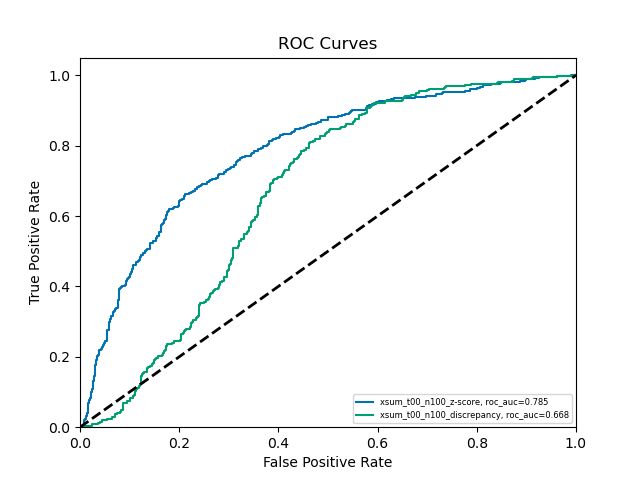 ROC Curves
1.0
0.8
0.6
0.4
0.2
0.0
True Positive Rate
xsum_t00_n100_z-score, roc_auc=0.785
xsum_t00_n100_discrepancy, roc_auc=0.668
0.0 0.2 0.4 0.6 0.8 1.0
False Positive Rate